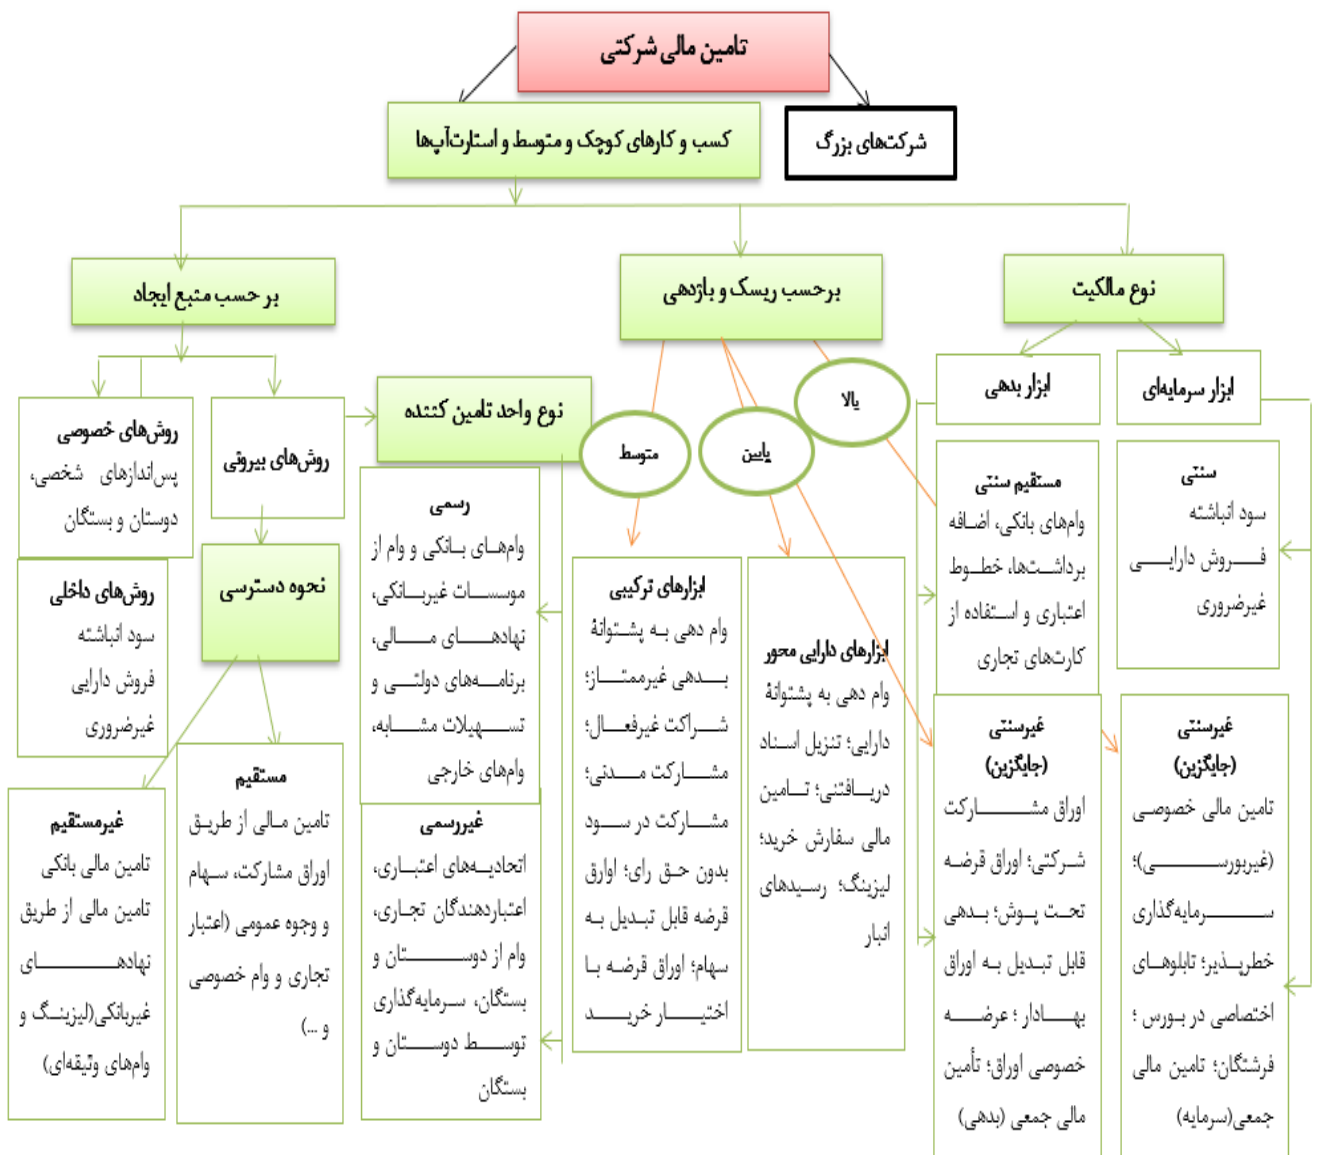 تامین مالی شرکتی
شرکت‌های بزرگ
کسب و کارهای کوچک و متوسط و استارت‌آپ‌ها
نوع مالکیت
برحسب ریسک و بازدهی
بر حسب منبع ایجاد
ابزار سرمایه‌ای
ابزار بدهی
سنتی
سود انباشته
فروش دارایی
غیرضروری
غیرسنتی
(جایگزین)
تامین مالی خصوصی
(غیربورسی)؛
سرمایه‌گذاری
خطرپذیر؛ تابلوهای
اختصاصی در بورس ؛
فرشتگان؛ تامین مالی
جمعی(سرمایه)
مستقیم سنتی
وام‌های بانکی، اضافه
برداشت‌ها، خطوط
اعتباری و استفاده از
کارت‌های تجاری
غیرسنتی
(جایگزین)
اوراق مشارکت
شرکتی؛ اوراق قرضه
تحت پوش؛ بدهی
قابل تبدیل به اوراق
بهادار ؛ عرضه
خصوصی اوراق؛ تأمین
مالی جمعی (بدهی)
بالا
پایین
متوسط
ابزارهای دارایی محور
وام دهی به پشتوانهٔ
دارایی؛ تنزیل اسناد
دریافتنی؛ تامین
مالی سفارش خرید؛
لیزینگ؛ رسیدهای
انبار
ابزارهای ترکیبی
وام دهی به پشتوانهٔ
بدهی غیرممتاز؛
شراکت غیرفعال؛
مشارکت مدنی؛
مشارکت در سود
بدون حق رای؛ اوارق
قرضه قابل تبدیل به
سهام؛ اوراق قرضه با
اختیار خرید
نوع واحد تامین کننده
رسمی
وام‌های بانکی و وام از
موسسات غیربانکی،
نهادهای مالی،
برنامه‌های دولتی و
تسهیلات مشابه،
وام‌های خارجی
غیررسمی
اتحادیه‌های اعتباری،
اعتباردهندگان تجاری،
وام از دوستان و
بستگان، سرمایه‌گذاری
توسط دوستان و
بستگان
روش‌های بیرونی
روش‌های خصوصی
پس‌اندازهای شخصی،
دوستان و بستگان
روش‌های داخلی
سود انباشته
فروش دارایی
غیرضروری
نحوه دسترسی
مستقیم
تامین مالی از طریق
اوراق مشارکت، سهام
و وجوه عمومی (اعتبار
تجاری و وام خصوصی
و ...)
غیرمستقیم
تامین مالی بانکی
تامین مالی از طریق
نهادهای
غیربانکی(لیزینگ و
وام‌های وثیقه‌ای)